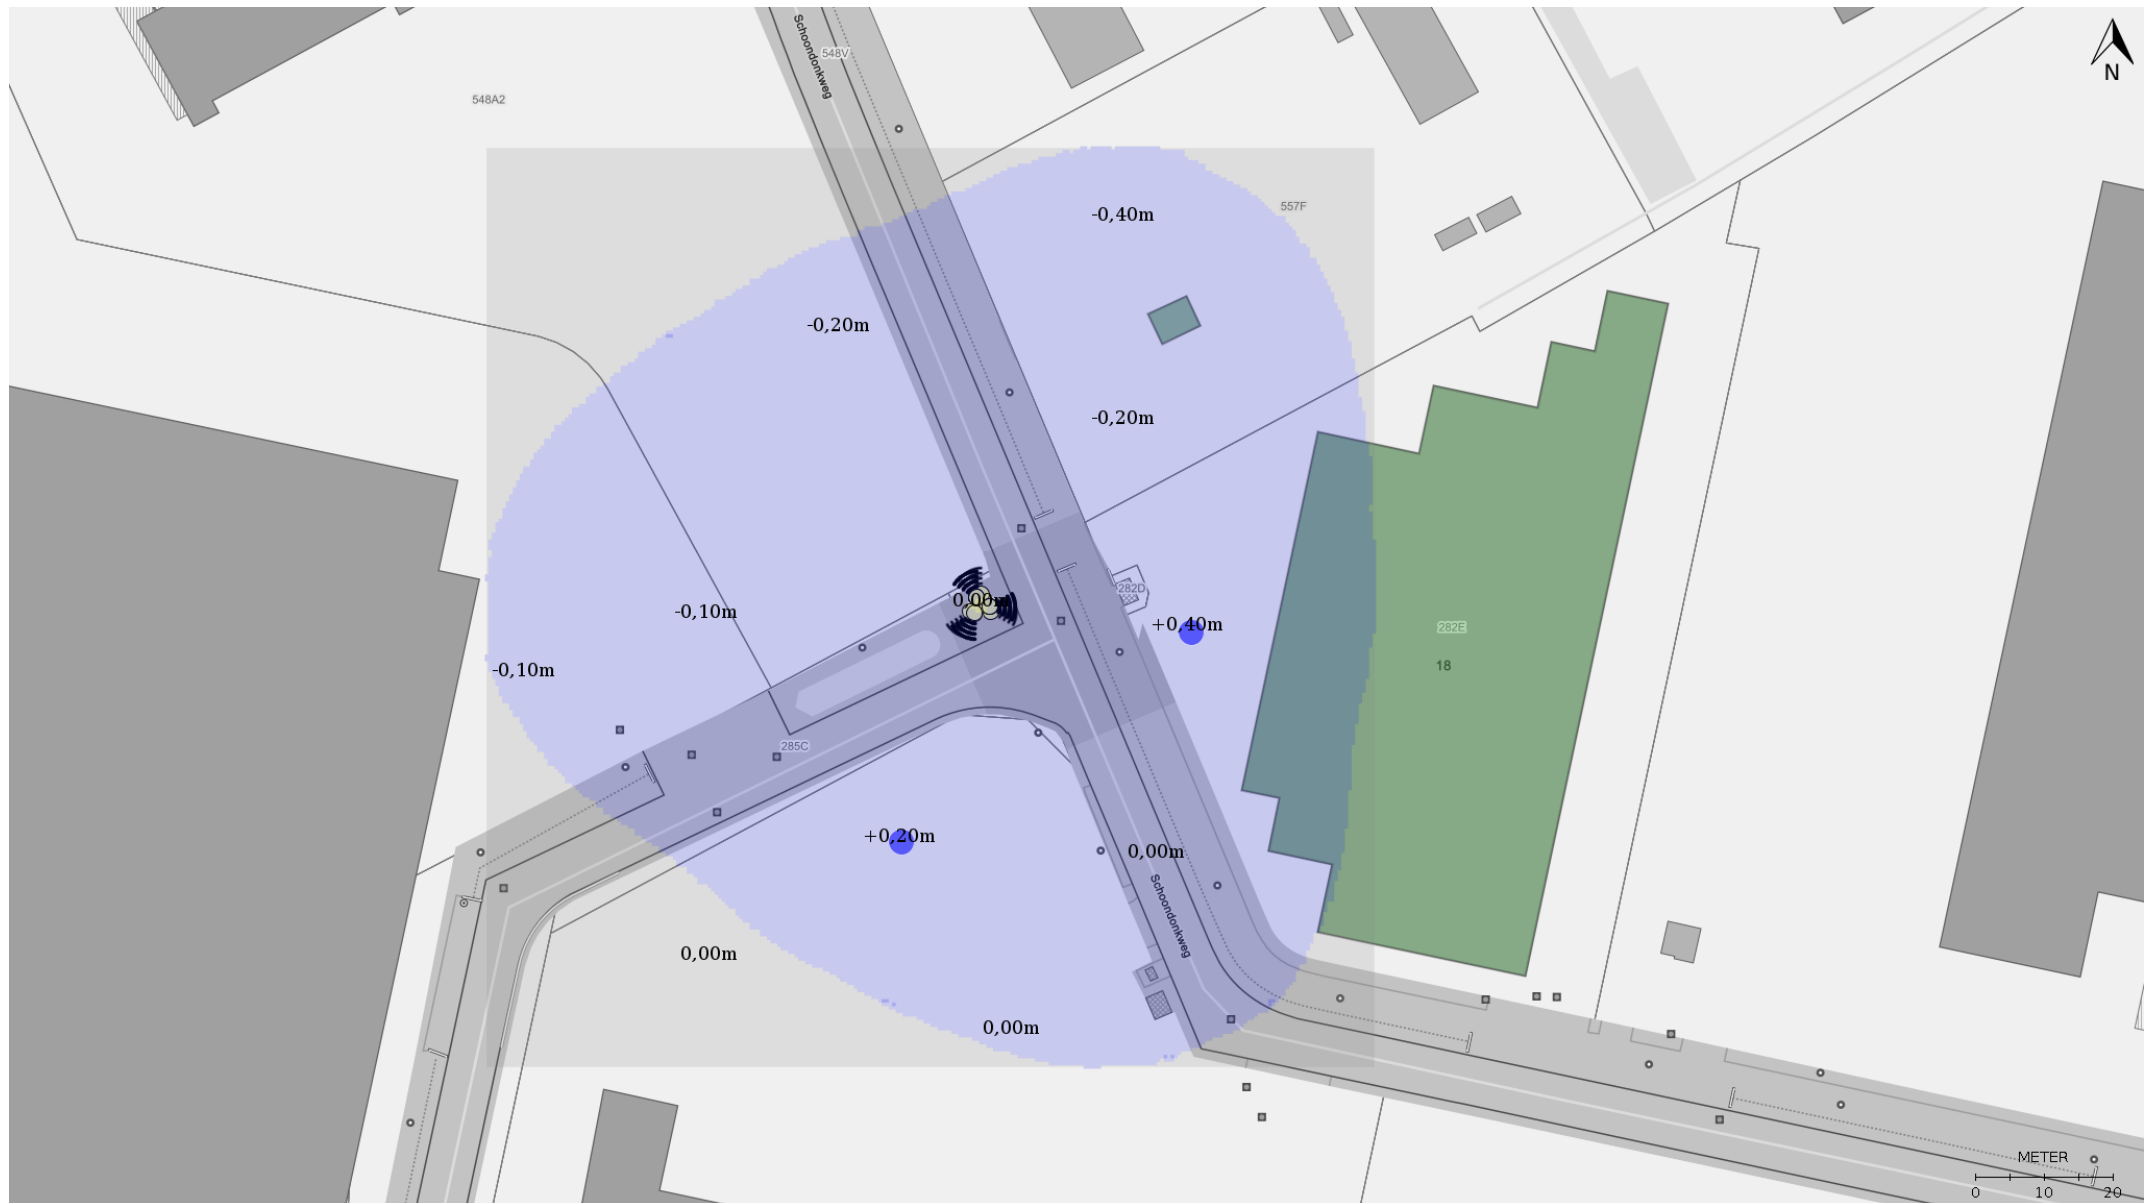 Schoondonkweg
548V
N
548A2
-0,40m
557F
-0,20m
-0,20m
282D
0,00m
-0,10m
+0,40m
282E
18
-0,10m
285C
+0,20m
0,00m
Schoondonkweg
0,00m
0,00m
METER
0 10 20